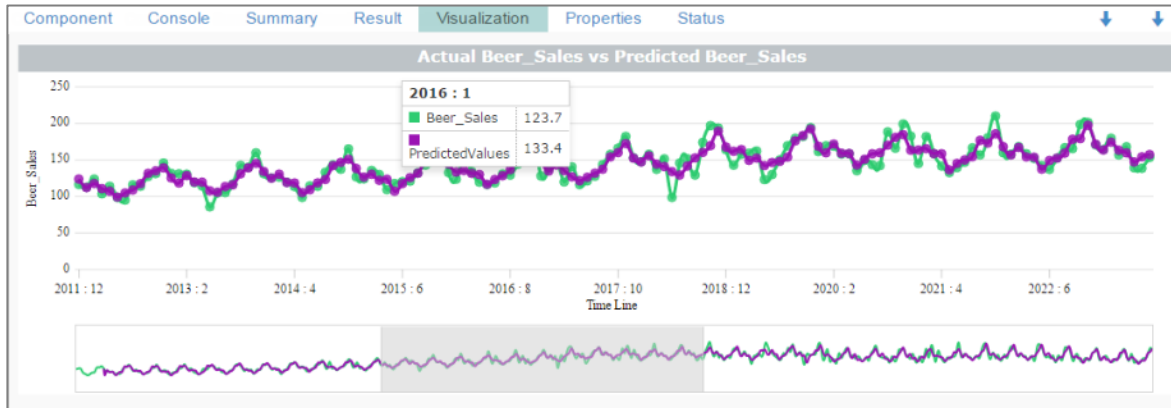 Component Console Summary Result Visualization Properties Status
Actual Beer_Sales vs Predicted Beer_Sales
250
200
150
100
50
0
Beer_Sales
2016 : 1
Beer_Sales 123.7
PredictedValues 133.4
2011 : 12 2013 : 2 2014 : 4 2015 : 6 2016 : 8 2017 : 10 2018 : 12 2020 : 2 2021 : 4 2022 : 6
Time Line